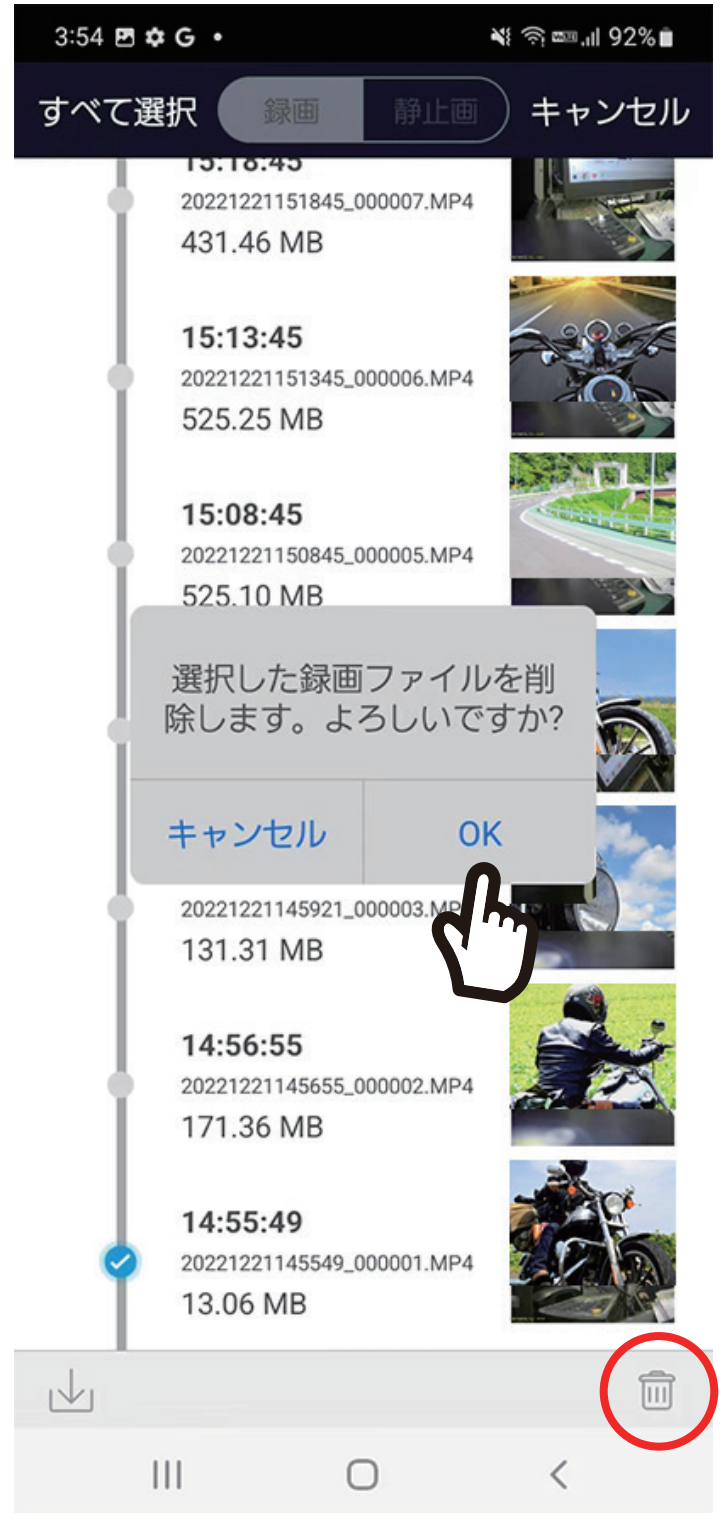 3:54 G • 92%
すべて選択 録画 静止画 キャンセル
15:18:45
20221221151845_000007.MP4
431.46 MB
15:13:45
20221221151345_000006.MP4
525.25 MB
15:08:45
20221221150845_000005.MP4
525.10 MB
選択した録画ファイルを削
除します。よろしいですか?
キャンセル OK
20221221145921_000003.MP
131.31 MB
14:56:55
20221221145655_000002.MP4
171.36 MB
14:55:49
20221221145549_000001.MP4
13.06 MB